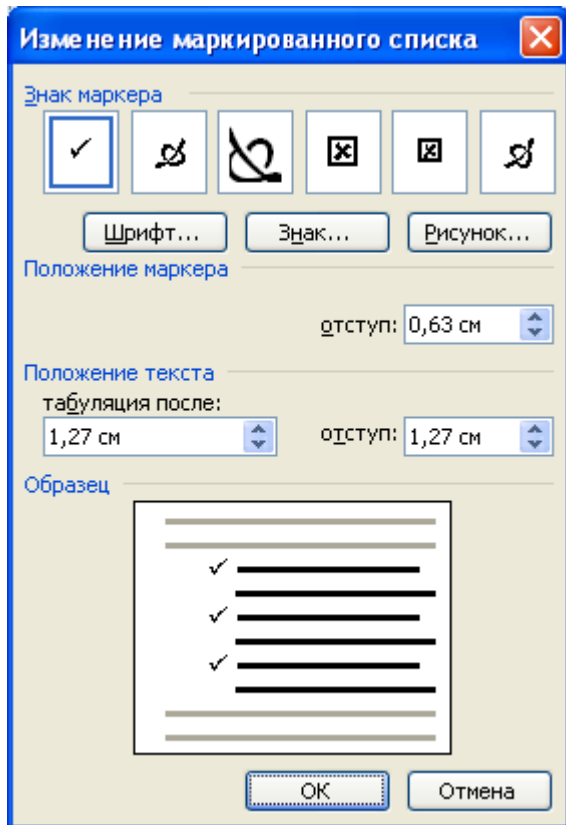 Изменение маркированного списка
Знак маркера
Шрифт... Знак... Рисунок...
Положение маркера
отступ: 0,63 см
Положение текста
табуляция после:
1,27 см отступ: 1,27 см
Образец
ОК Отмена